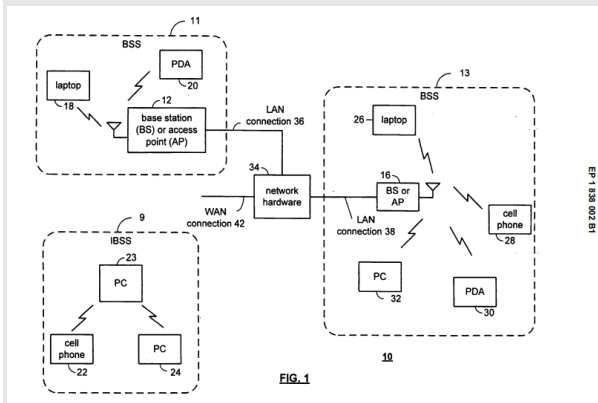 11
BSS
PDA
20
laptop
18
12
base station
(BS) or access
point (AP)
LAN
connection 36
34
network
hardware
WAN
connection 42
LAN
connection 38
13
BSS
26
laptop
16
BS or
AP
cell
phone
28
PC
32
PDA
30
9
IBSS
23
PC
cell
phone
22
PC
24
10
FIG. 1
EP 1 838 002 B1